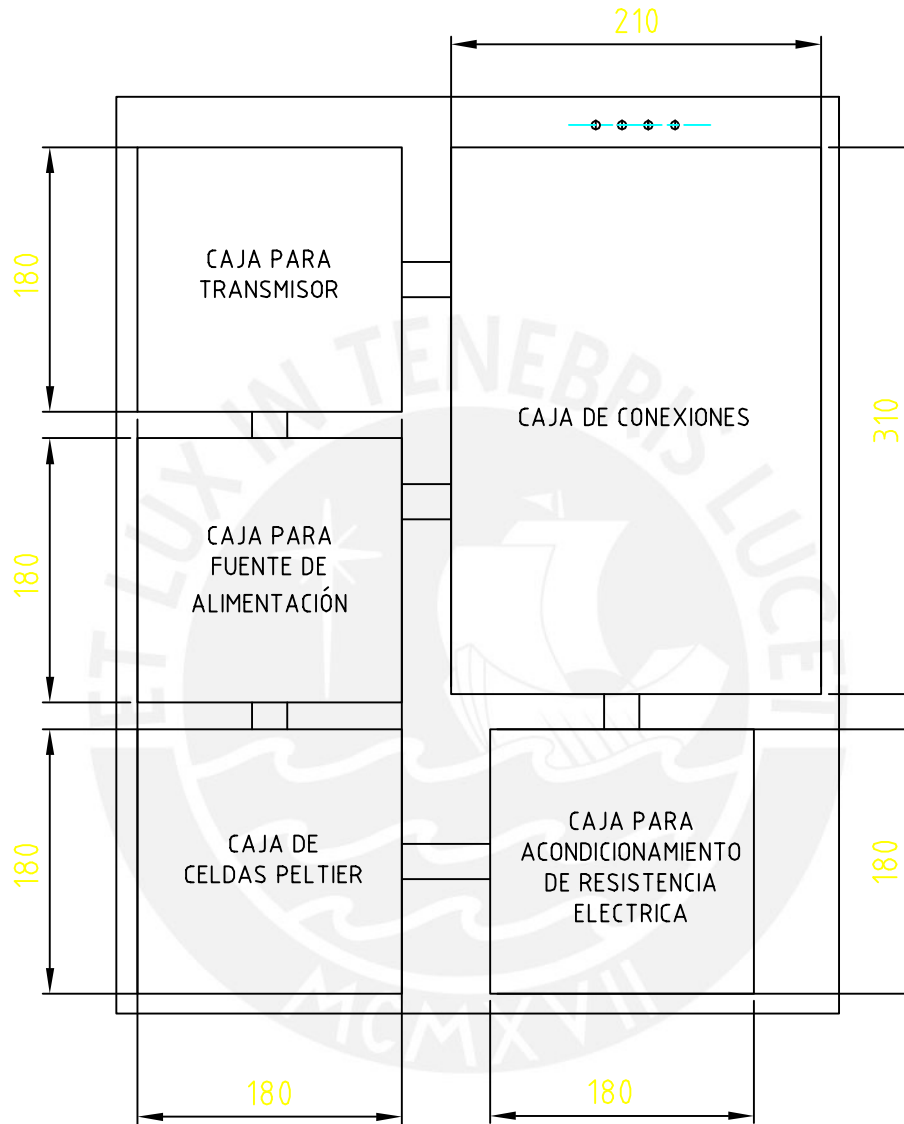 210
180
CAJA PARA
TRANSMISOR
CAJA DE CONEXIONES
310
180
CAJA PARA
FUENTE DE
ALIMENTACIÓN
180
CAJA DE
CELDAS PELTIER
CAJA PARA
ACONDICIONAMIENTO
DE RESISTENCIA
ELECTRICA
180
180
180
ET LUX IN TENEBRIS LUCET
MCMXVII